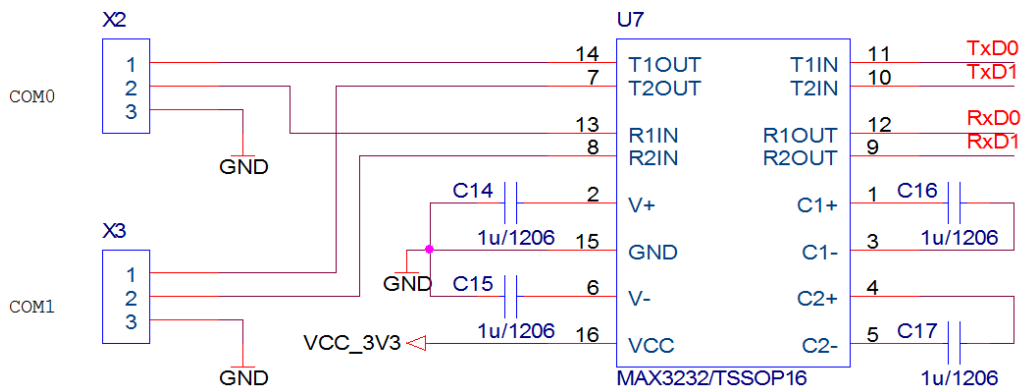 X2
U7
1
14
T1OUT
T1IN
11
TxD0
2
7
T2OUT
T2IN
10
TxD1
COM0
3
13
R1IN
R1OUT
12
RxD0
GND
8
R2IN
R2OUT
9
RxD1
C14
2
V+
C1+
1
C16
X3
1u/1206
15
GND
C1-
3
1u/1206
1
GND
C15
6
V-
C2+
4
COM1
2
1u/1206
3
VCC_3V3
16
VCC
C2-
5
C17
GND
MAX3232/TSSOP16
1u/1206